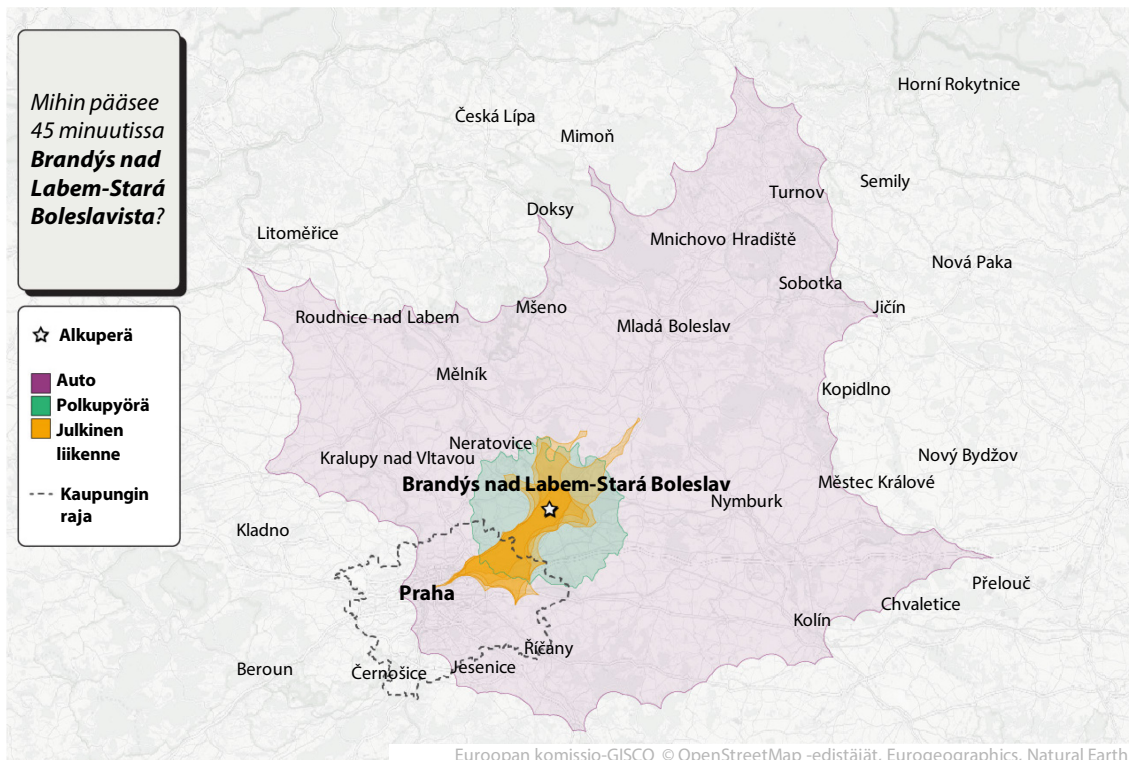 Mihin pääsee
45 minuutissa
Brandýs nad
Labem-Stará
Boleslavista?
Alkuperä
Auto
Polkupyörä
Julkinen
liikenne
Kaupungin
raja
Horní Rokytnice
Česká Lípa
Mimoň
Semily
Turnov
Doksy
Litoměřice
Mnichovo Hradiště
Nová Paka
Sobotka
Jičín
Mšeno
Roudnice nad Labem
Mladá Boleslav
Mělník
Kopidlno
Neratovice
Kralupy nad Vltavou
Nový Bydžov
Brandýs nad Labem-Stará Boleslav
Městec Králové
Nymburk
Kladno
Přelouč
Praha
Chvaletice
Kolín
Říčany
Beroun
Černošice
Jesenice
Euroopan komissio-GISCO, © OpenStreetMap -edistäjät, Eurogeographics, Natural Earth